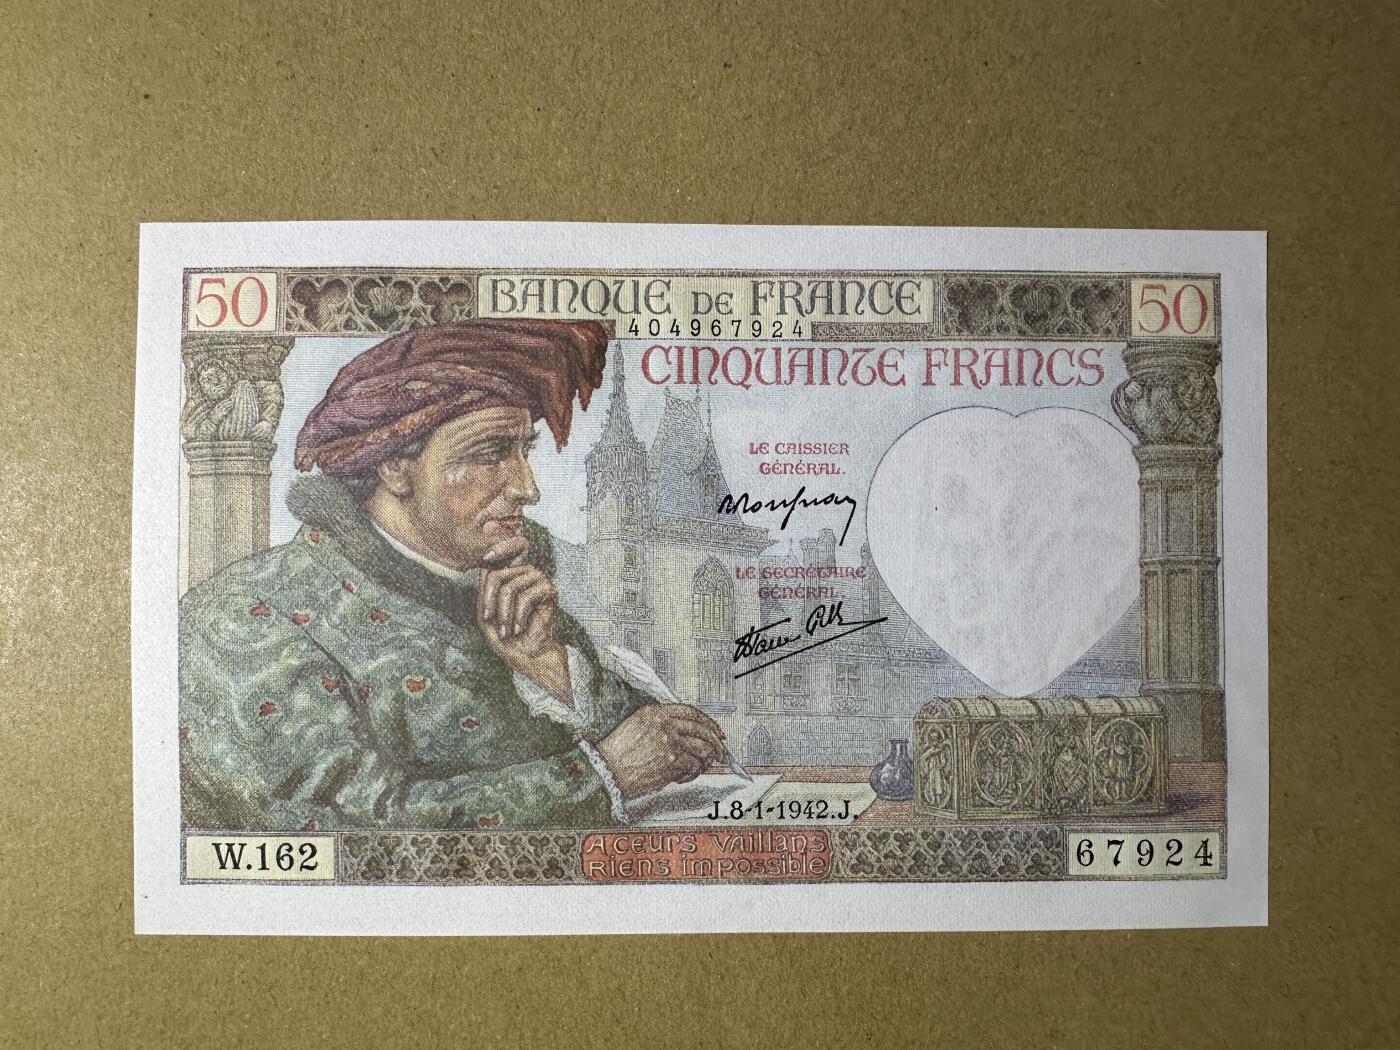 50 BANQUE DE FRANCE 50
404967924
CINQUANTE FRANCS
LE CAISSIER
GÉNÉRAL.
LE SECRÉTAIRE
GÉNÉRAL.
J.8-1-1942.J.
W.162
A CEURS VAILLANS
RIENS IMPOSSIBLE
67924